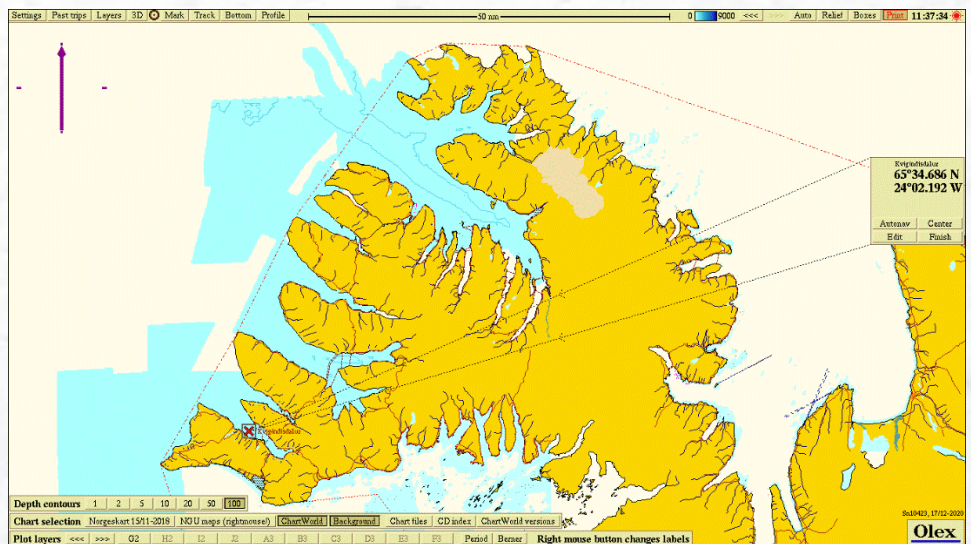 Settings Past trips Layers 3D Mark Track Bottom Profile 50 nm 0 9000 <<< >>> Auto Relief Boxes Print 11:37:34
Kvigindisdalur
65°34.686 N
24°02.192 W
Autonav Center
Edit Finish
Kvigindisdalur
Depth contours 1 2 5 10 20 50 100
Sn10423, 17/12-2020
Chart selection Norgeskart 15/11-2018 NGU maps (rightmouse!) ChartWorld Background Chart files CD index ChartWorld versions
Olex
Plot layers <<< >>> G2 H2 I2 J2 A3 B3 C3 D3 E3 F3 Period Berner Right mouse button changes labels